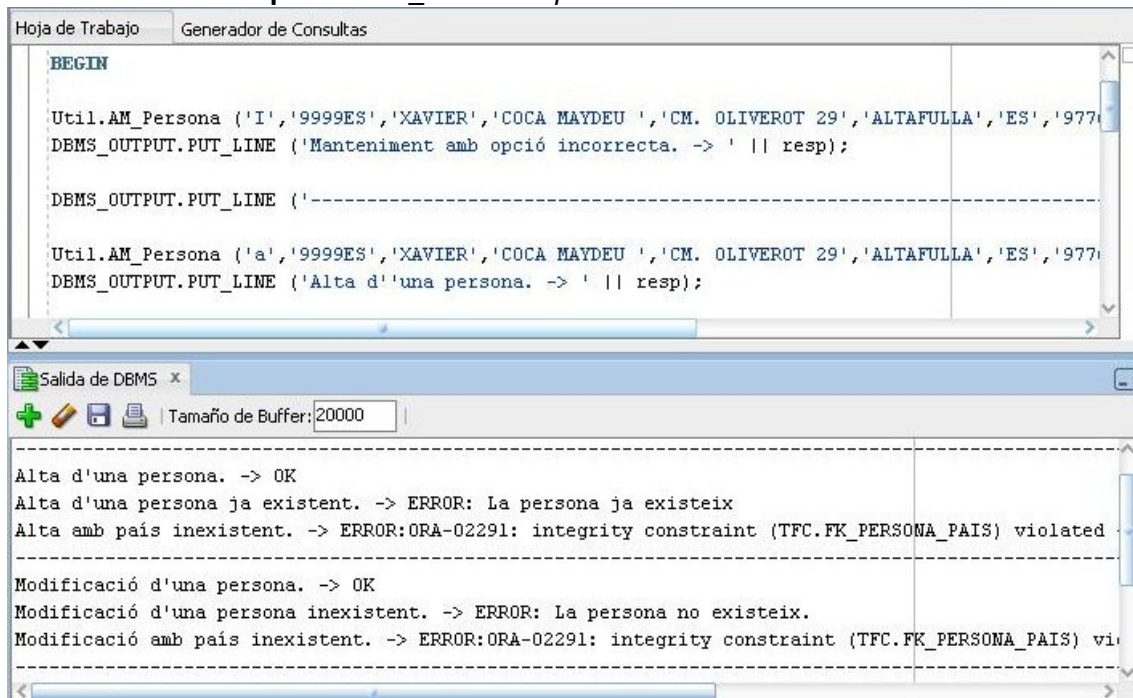 Hoja de Trabajo Generador de Consultas
BEGIN
Util.AM_Persona ('I','9999ES','XAVIER','COCA MAYDEU ','CM. OLIVEROT 29','ALTAFULLA','ES','977
DBMS_OUTPUT.PUT_LINE ('Manteniment amb opció incorrecta. -> ' || resp);
DBMS_OUTPUT.PUT_LINE ('----------------------------------------------------------------------
Util.AM_Persona ('a','9999ES','XAVIER','COCA MAYDEU ','CM. OLIVEROT 29','ALTAFULLA','ES','977
DBMS_OUTPUT.PUT_LINE ('Alta d''una persona. -> ' || resp);
Salida de DBMS x
Tamaño de Buffer: 20000
----------------------------------------------------------------------------------------------------
Alta d'una persona. -> OK
Alta d'una persona ja existent. -> ERROR: La persona ja existeix
Alta amb país inexistent. -> ERROR:ORA-02291: integrity constraint (TFC.FK_PERSONA_PAIS) violated -
----------------------------------------------------------------------------------------------------
Modificació d'una persona. -> OK
Modificació d'una persona inexistent. -> ERROR: La persona no existeix.
Modificació amb país inexistent. -> ERROR:ORA-02291: integrity constraint (TFC.FK_PERSONA_PAIS)
----------------------------------------------------------------------------------------------------